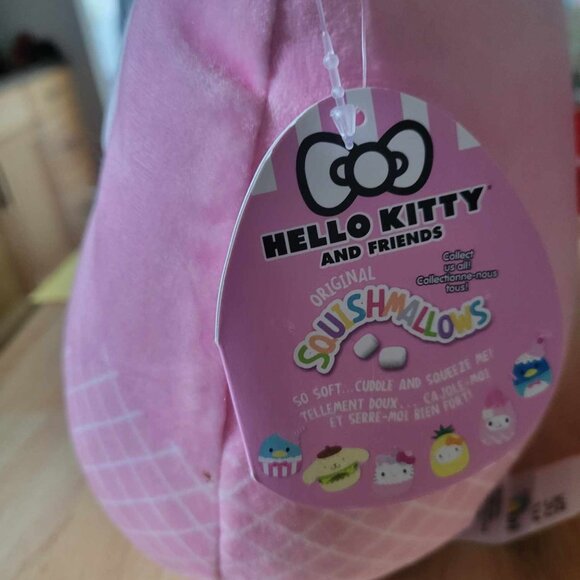 HELLO KITTY
AND FRIENDS
Collect
us all!
Collectionne-nous
tous!
ORIGINAL
SQUISHMALLOWS
SO SOFT...CUDDLE AND SQUEEZE ME!
TELLEMENT DOUX... CAJOLE-MOI
ET SERRE-MOI BIEN FORT!